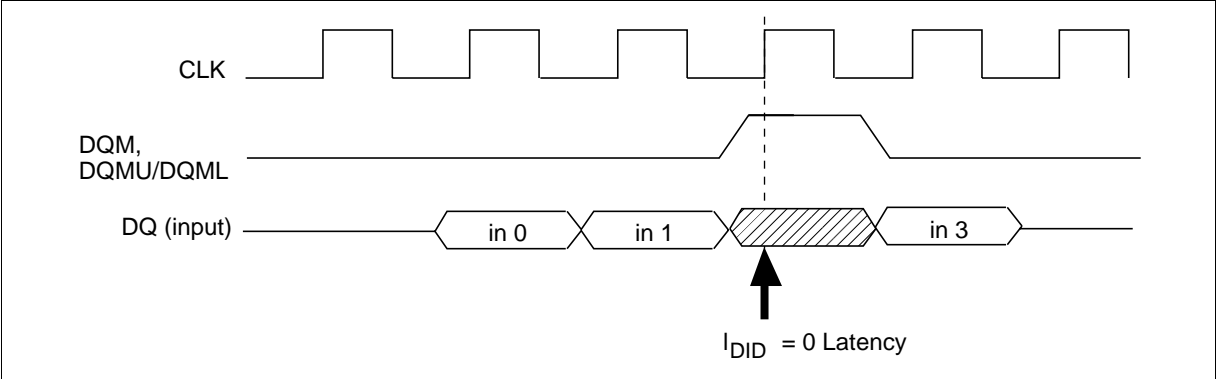 CLK
DQM,
DQMU/DQML
DQ (input)
in 0
in 1
in 3
IDID = 0 Latency